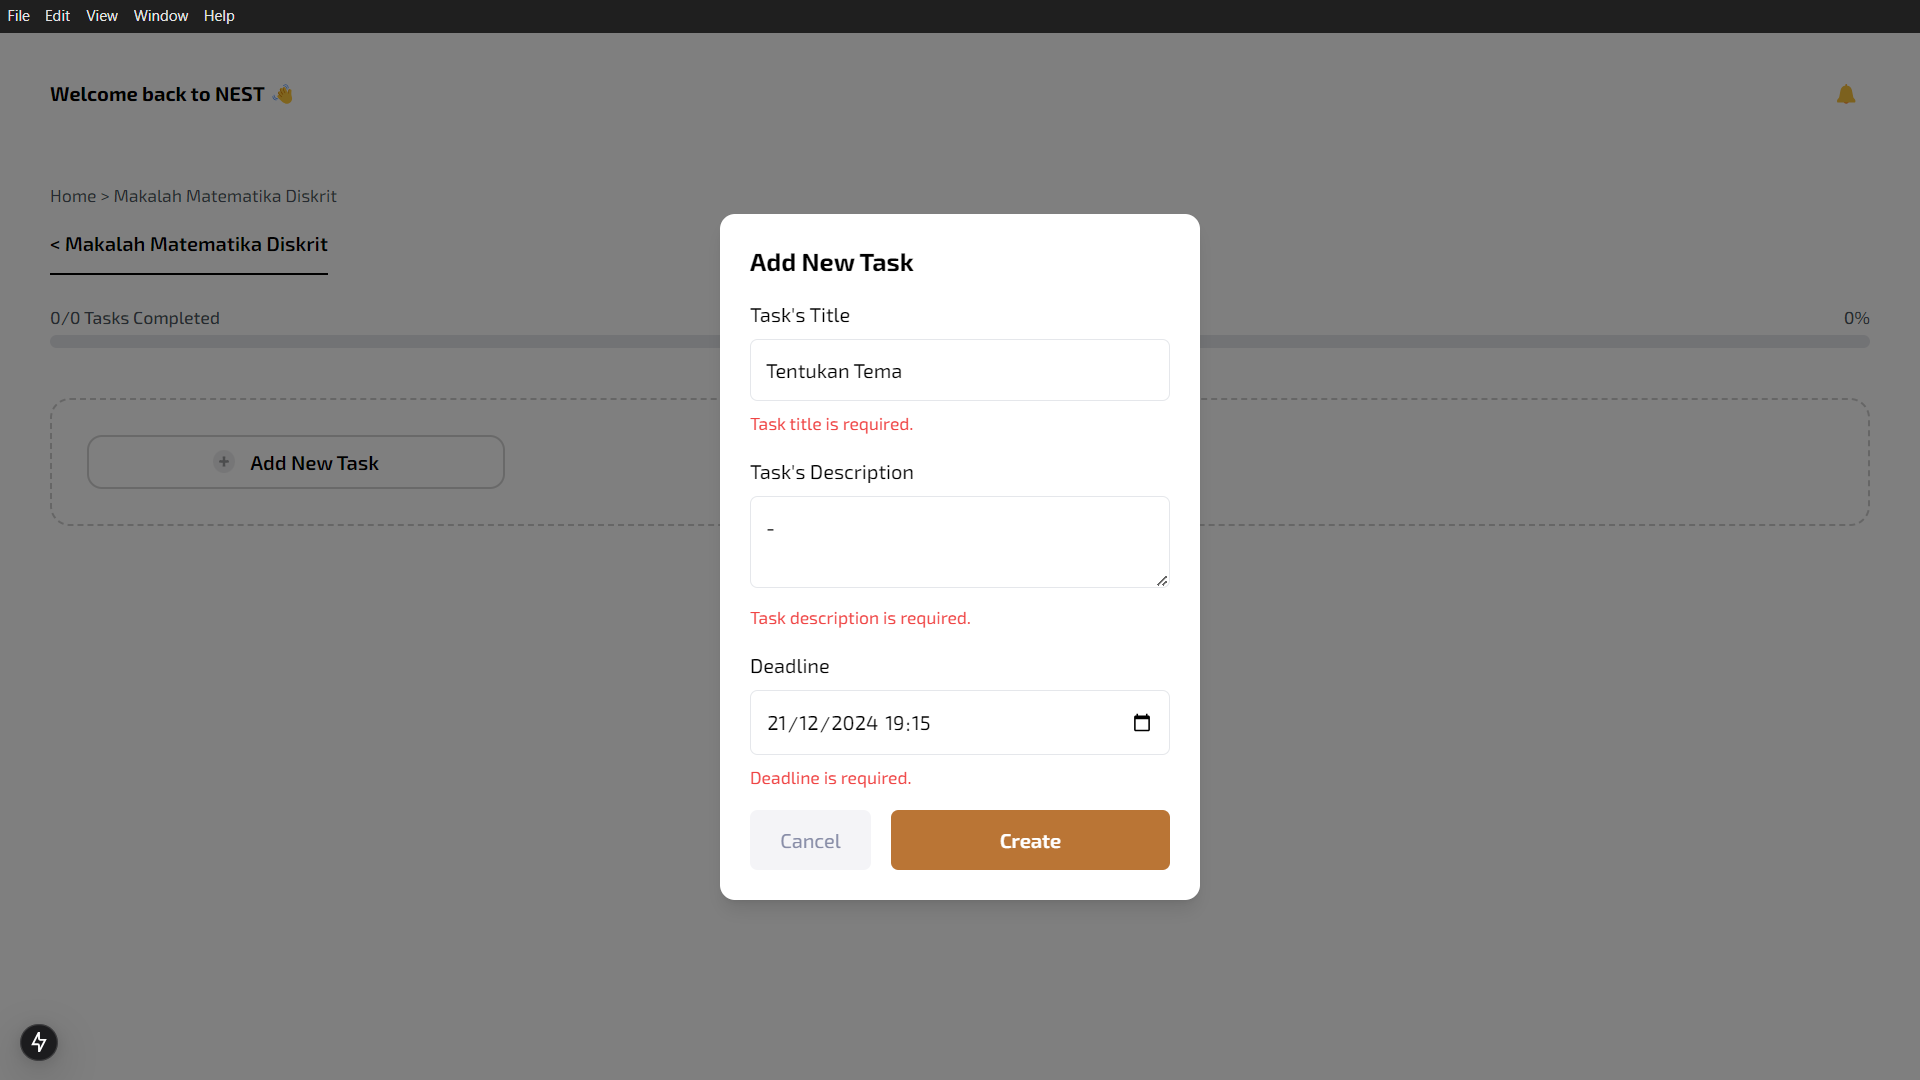 File Edit View Window Help
Welcome back to NEST 👋
Home > Makalah Matematika Diskrit
< Makalah Matematika Diskrit
0/0 Tasks Completed
0%
+ Add New Task
Add New Task
Task's Title
Tentukan Tema
Task title is required.
Task's Description
-
Task description is required.
Deadline
21/12/2024 19:15
Deadline is required.
Cancel
Create